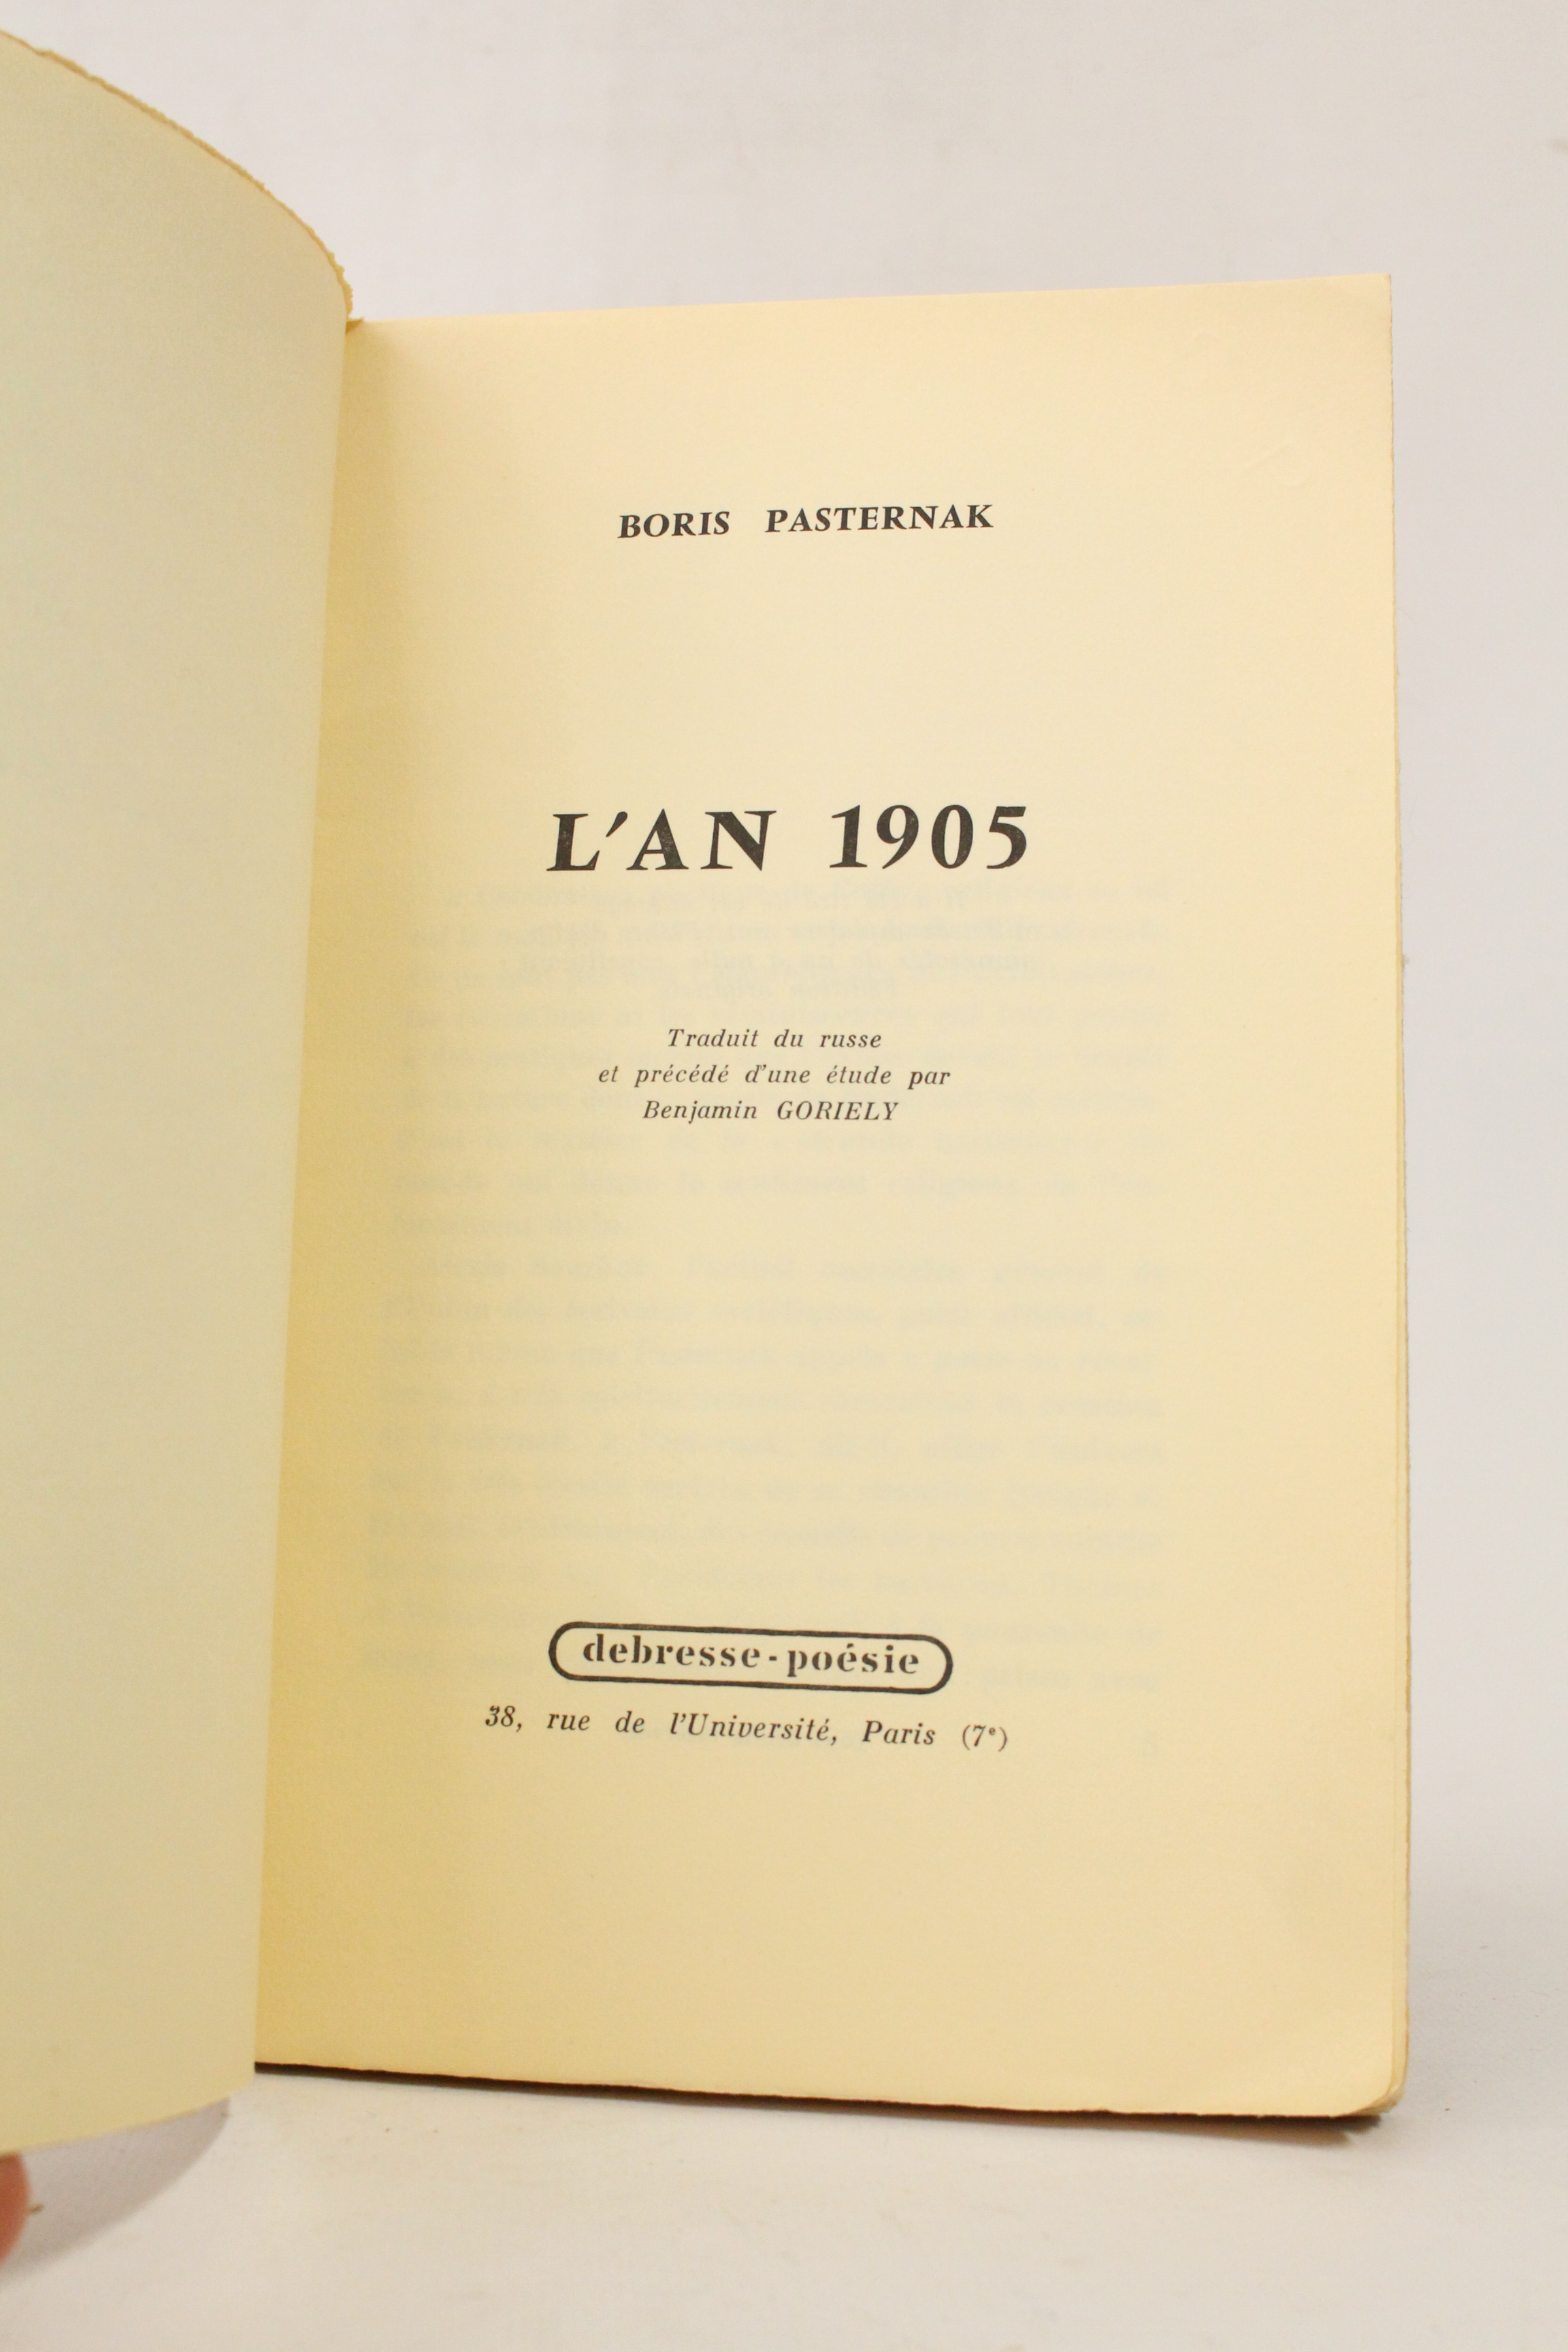 BORIS PASTERNAK
L'AN 1905
Traduit du russe
et précédé d'une étude par
Benjamin GORIELY
debresse-poésie
38, rue de l'Université, Paris (7e)